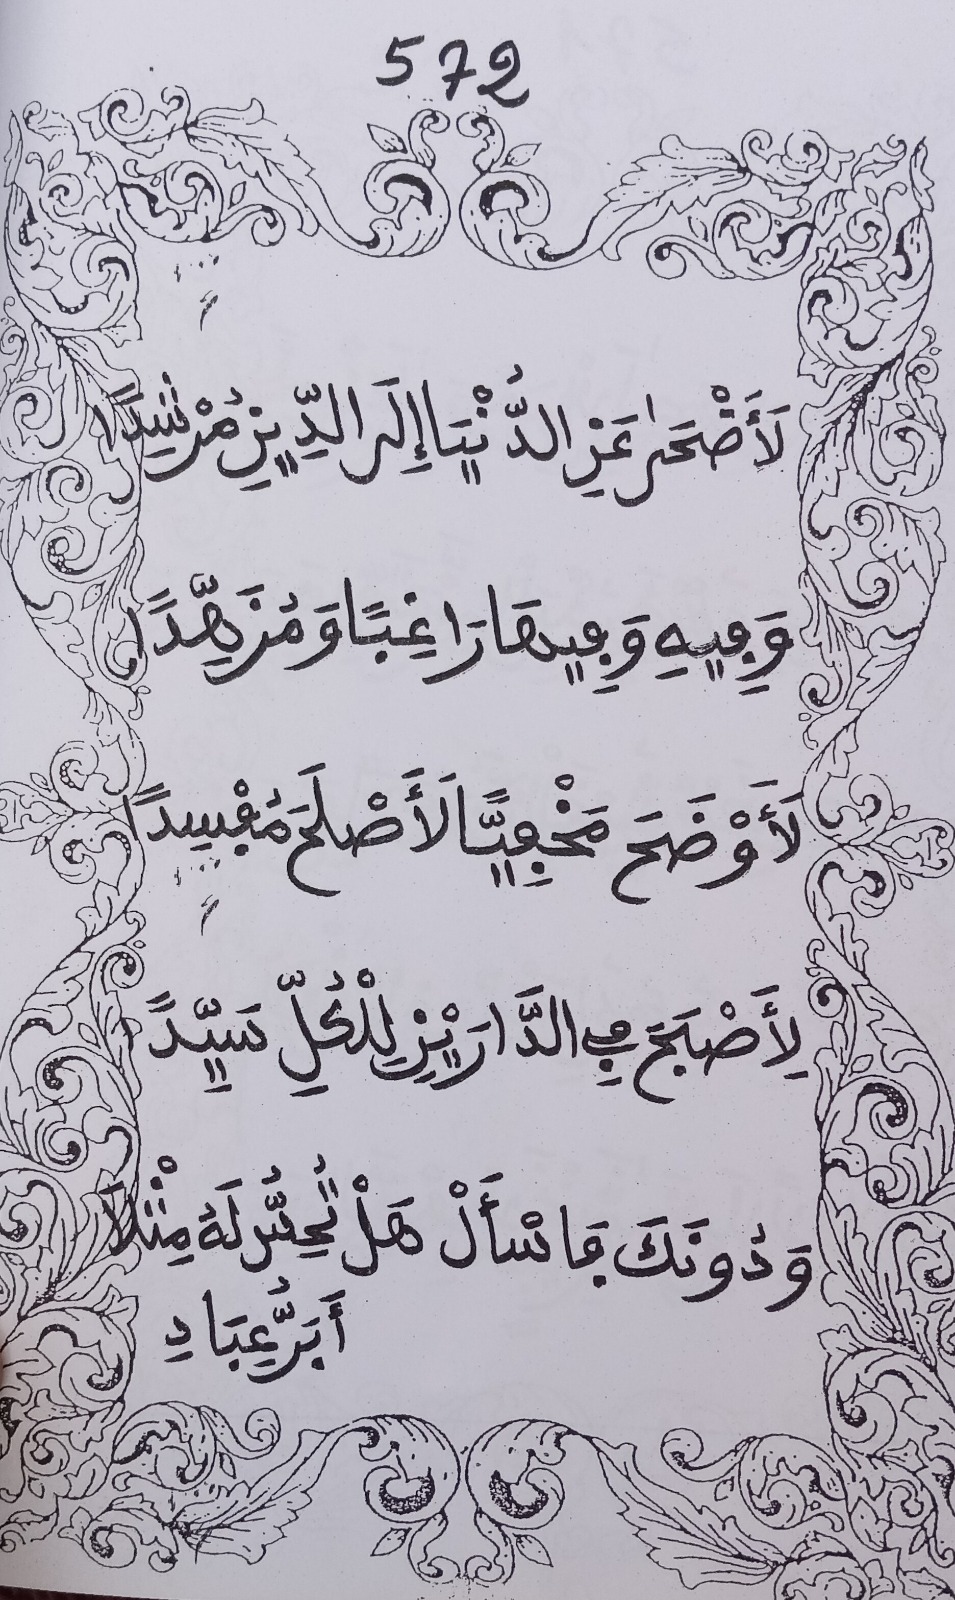 572
لَأَضْحَىٰ عَنِ الدُّنْيَا إِلَى الدِّينِ مُرْشِدًا
وَفِيهِ وَفِيهَا رَاغِبًا وَمُزَهِّدًا
لَأَوْضَحَ مَخْفِيًّا لَأَصْلَحَ مُفْسِدًا
لِأَصْبَحَ فِي الدَّارَيْنِ لِلْكُلِّ سَيِّدًا
وَدُونَكَ فَاسْأَلْ هَلْ لَهُ مِثْلَا
أَبَرُّ عِبَادِ